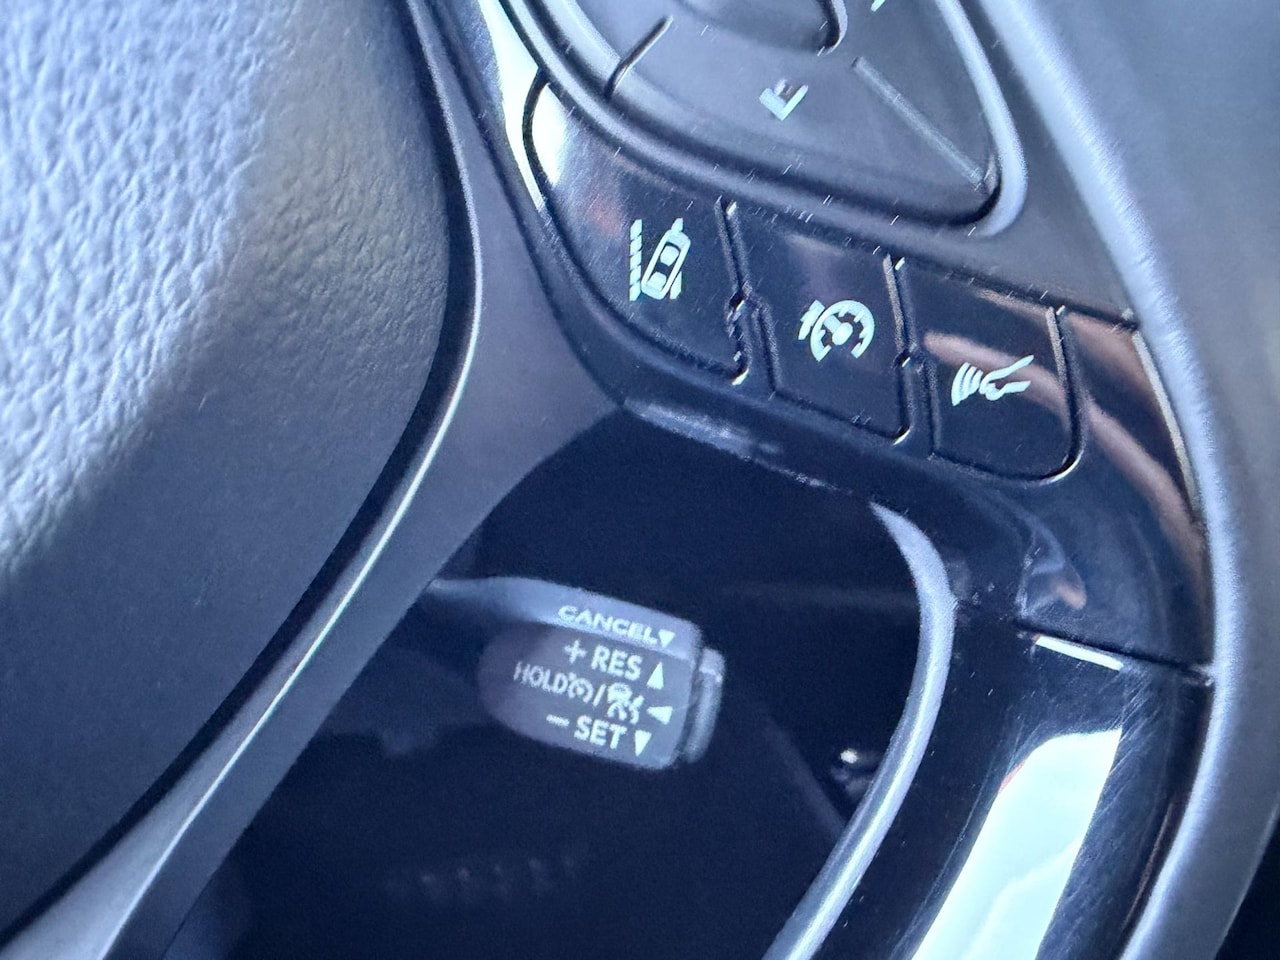 CANCEL
+ RES
HOLD /
- SET